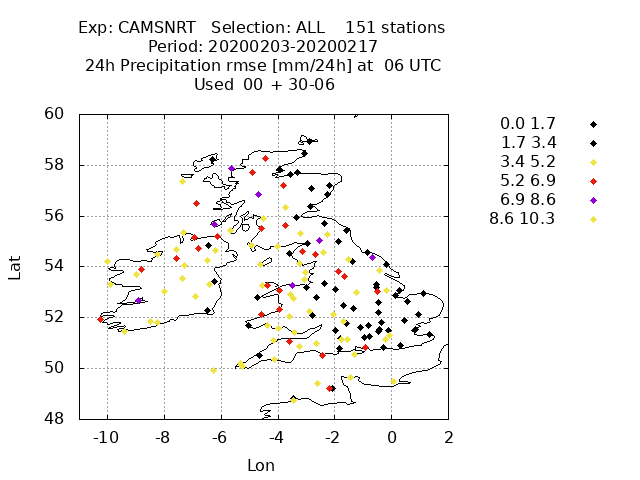 Exp: CAMSNRT Selection: ALL 151 stations
Period: 20200203-20200217
24h Precipitation rmse [mm/24h] at 06 UTC
Used 00 + 30-06
60
58
56
54
52
50
48
Lat
-10 -8 -6 -4 -2 0 2
Lon
0.0 1.7
1.7 3.4
3.4 5.2
5.2 6.9
6.9 8.6
8.6 10.3